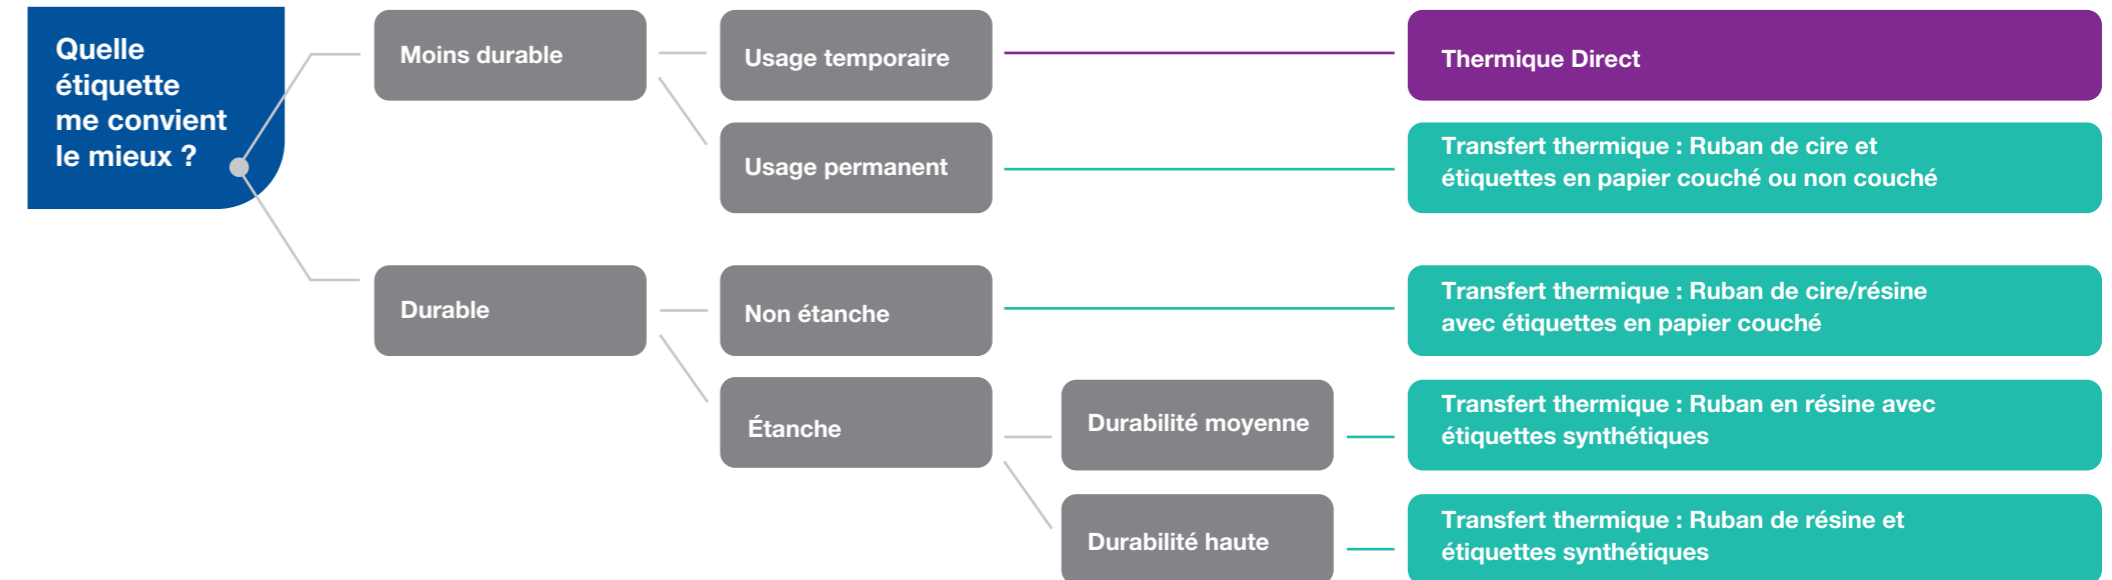 Quelle
étiquette
me convient
le mieux ?
Moins durable
Usage temporaire
Thermique Direct
Usage permanent
Transfert thermique : Ruban de cire et
étiquettes en papier couché ou non couché
Durable
Non étanche
Transfert thermique : Ruban de cire/résine
avec étiquettes en papier couché
Étanche
Durabilité moyenne
Transfert thermique : Ruban en résine avec
étiquettes synthétiques
Durabilité haute
Transfert thermique : Ruban de résine et
étiquettes synthétiques